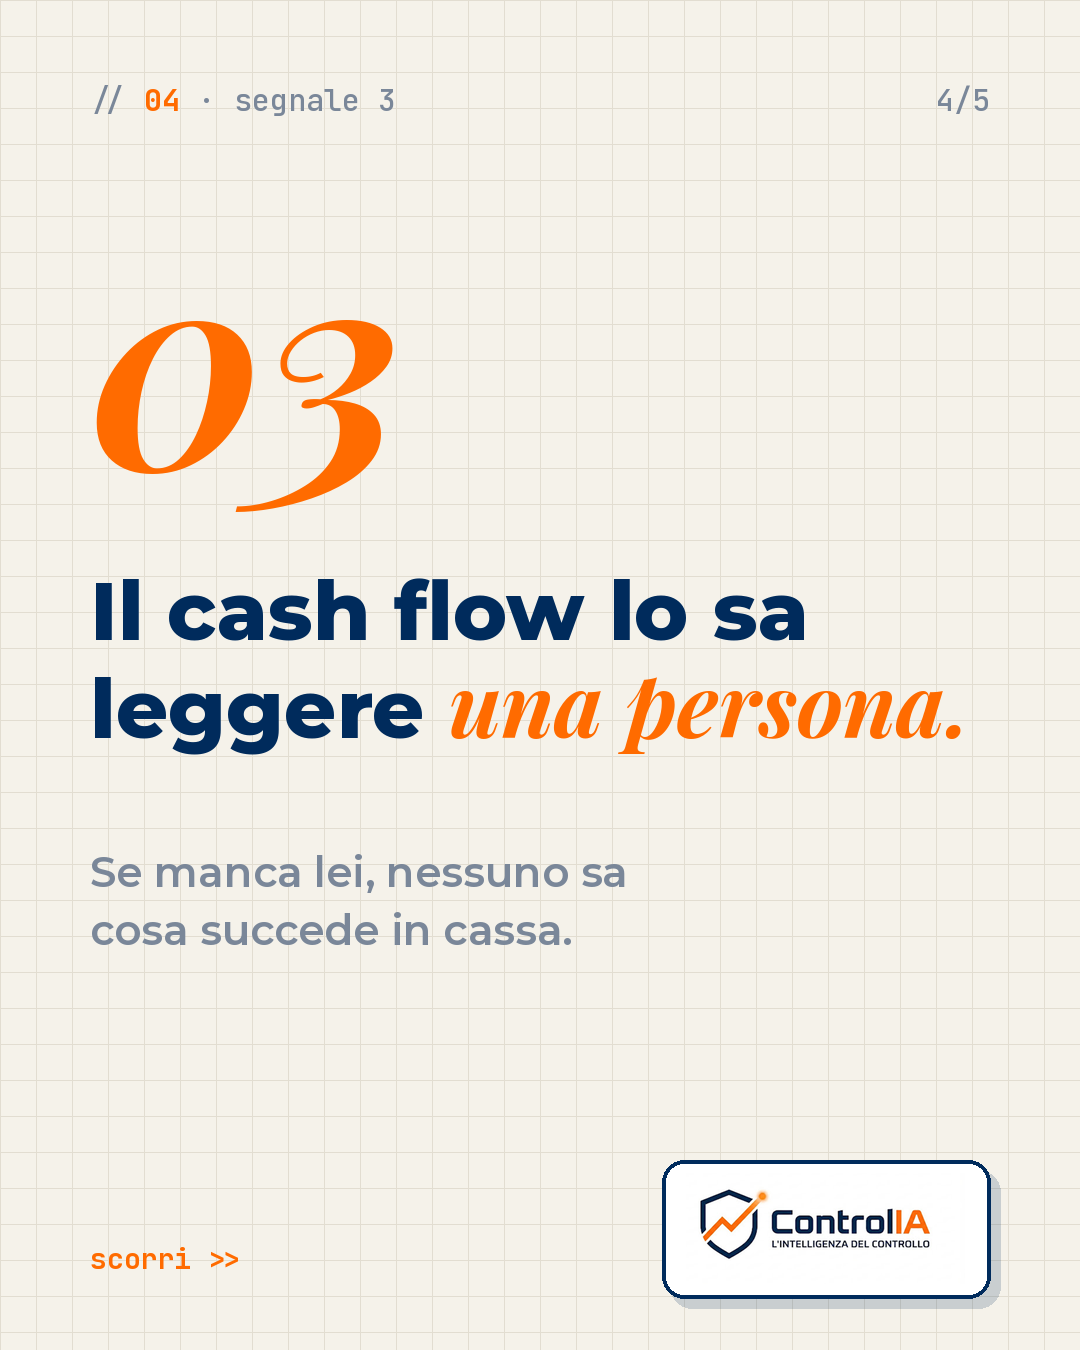 // 04 · segnale 3
4/5
03
Il cash flow lo sa
leggere una persona.
Se manca lei, nessuno sa
cosa succede in cassa.
scorri >>
ControlIA
L'INTELLIGENZA DEL CONTROLLO